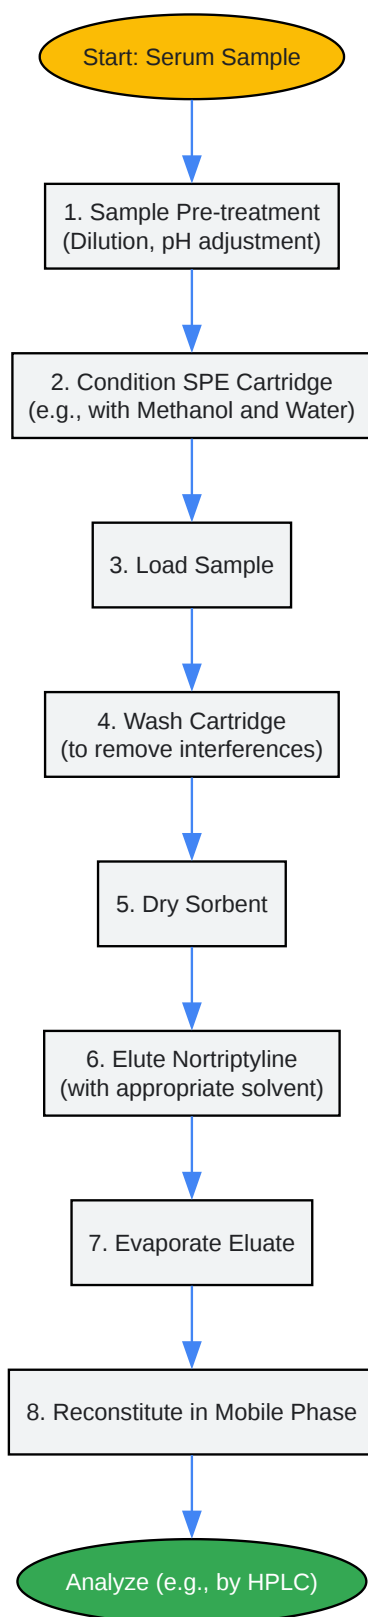 Start: Serum Sample
1. Sample Pre-treatment
(Dilution, pH adjustment)
2. Condition SPE Cartridge
(e.g., with Methanol and Water)
3. Load Sample
4. Wash Cartridge
(to remove interferences)
5. Dry Sorbent
6. Elute Nortriptyline
(with appropriate solvent)
7. Evaporate Eluate
8. Reconstitute in Mobile Phase
Analyze (e.g., by HPLC)